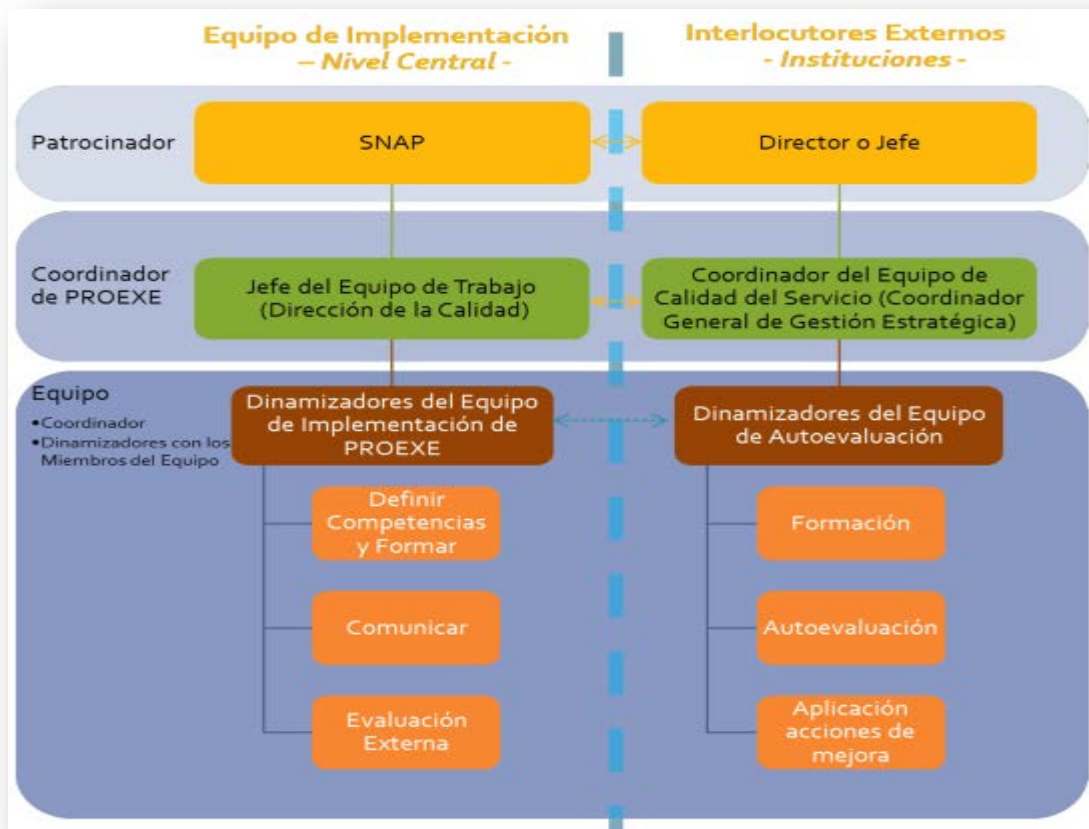 Equipo de Implementación
– Nivel Central -
Interlocutores Externos
- Instituciones -
Patrocinador
SNAP
Director o Jefe
Coordinador
de PROEXE
Jefe del Equipo de Trabajo
(Dirección de la Calidad)
Coordinador del Equipo de
Calidad del Servicio (Coordinador
General de Gestión Estratégica)
Equipo
•Coordinador
•Dinamizadores con los
Miembros del Equipo
Dinamizadores del Equipo
de Implementación de
PROEXE
Dinamizadores del Equipo
de Autoevaluación
Definir
Competencias
y Formar
Formación
Comunicar
Autoevaluación
Evaluación
Externa
Aplicación
acciones de
mejora